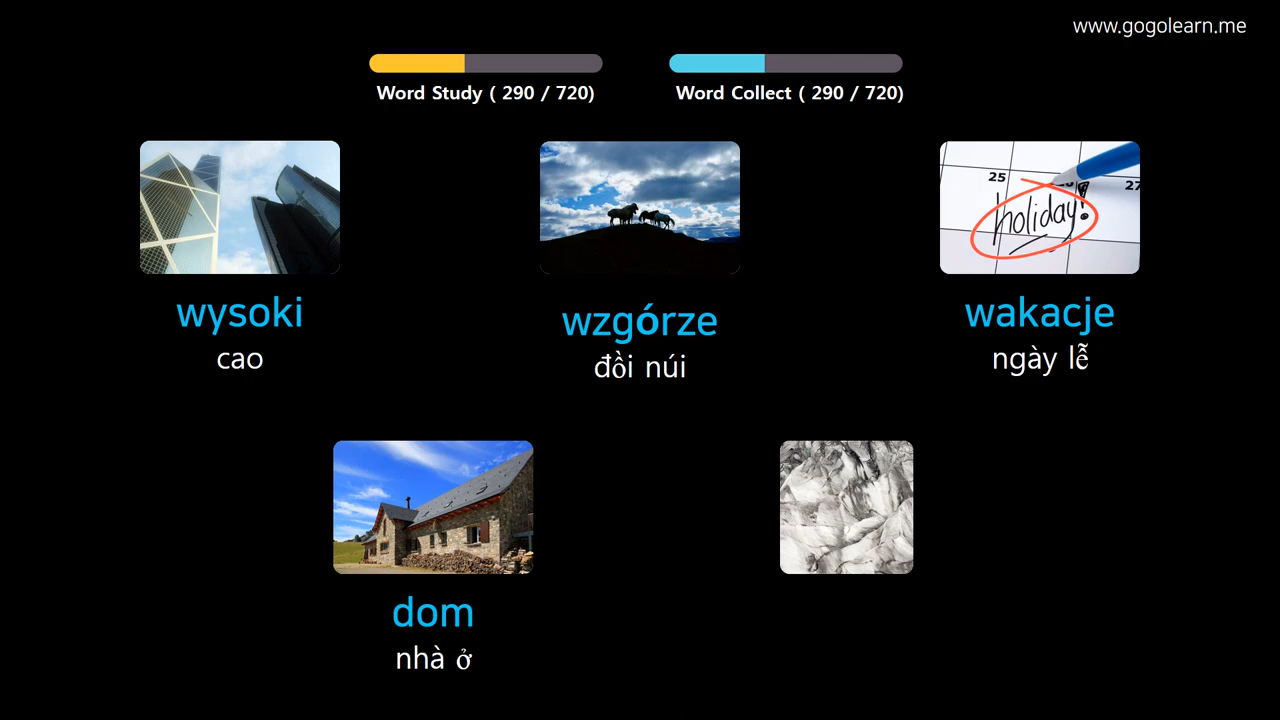 www.gogolearn.me
Word Study ( 290 / 720)
Word Collect ( 290 / 720)
25
27
holiday!
wysoki
cao
wzgórze
đồi núi
wakacje
ngày lễ
dom
nhà ở